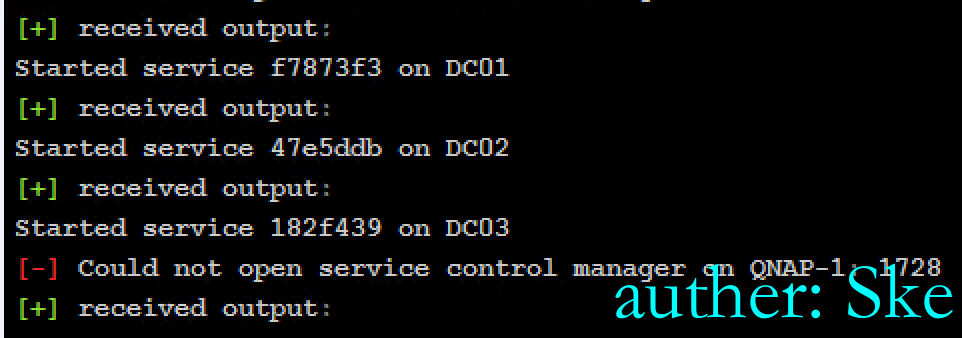 [+] received output:
Started service f7873f3 on DC01
[+] received output:
Started service 47e5ddb on DC02
[+] received output:
Started service 182f439 on DC03
[-] Could not open service control manager on QNAP-1: 1728
[+] received output:
auther: Ske